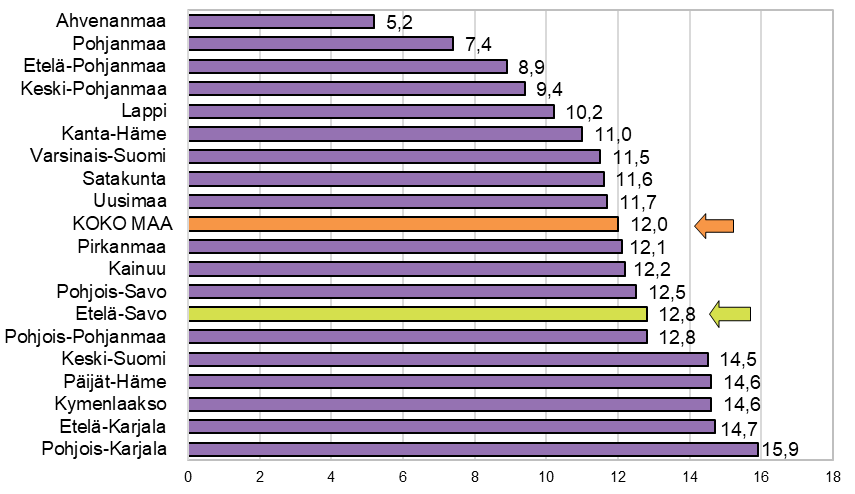 Ahvenanmaa 5,2
Pohjanmaa 7,4
Etelä-Pohjanmaa 8,9
Keski-Pohjanmaa 9,4
Lappi 10,2
Kanta-Häme 11,0
Varsinais-Suomi 11,5
Satakunta 11,6
Uusimaa 11,7
KOKO MAA 12,0
Pirkanmaa 12,1
Kainuu 12,2
Pohjois-Savo 12,5
Etelä-Savo 12,8
Pohjois-Pohjanmaa 12,8
Keski-Suomi 14,5
Päijät-Häme 14,6
Kymenlaakso 14,6
Etelä-Karjala 14,7
Pohjois-Karjala 15,9
0 2 4 6 8 10 12 14 16 18